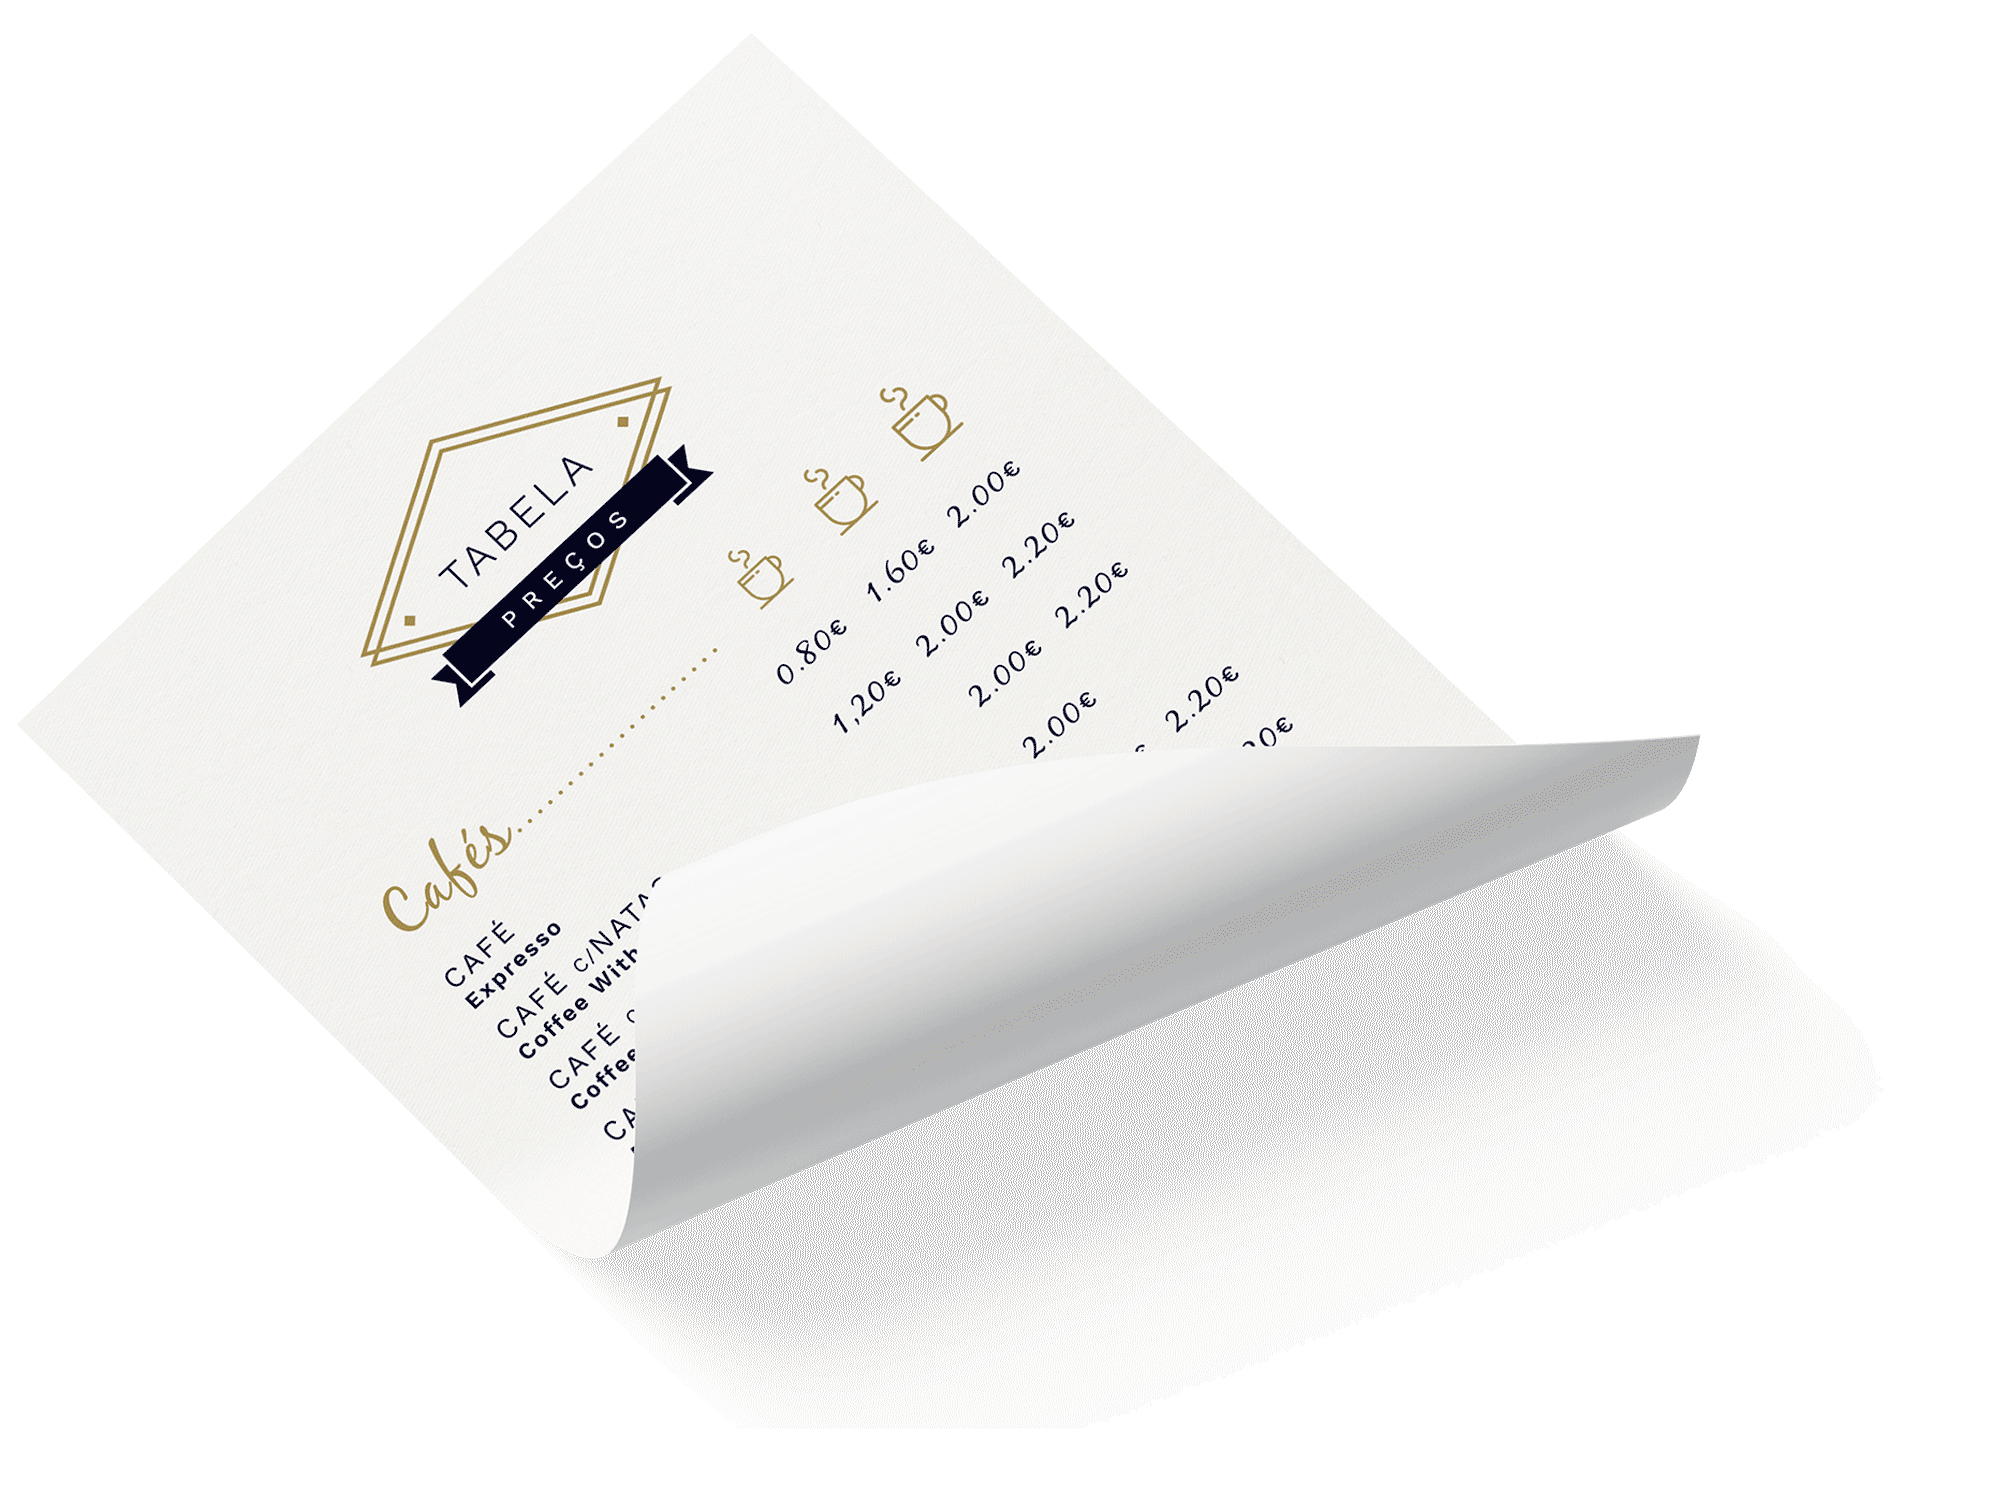 TABELA
PREÇOS
Cafés
CAFÉ 0.80€ 1.60€ 2.00€
Expresso
CAFÉ c/NATA 1,20€ 2.00€ 2.20€
Coffee With
CAFÉ 2.00€ 2.20€
Coffee
2.00€
2.20€